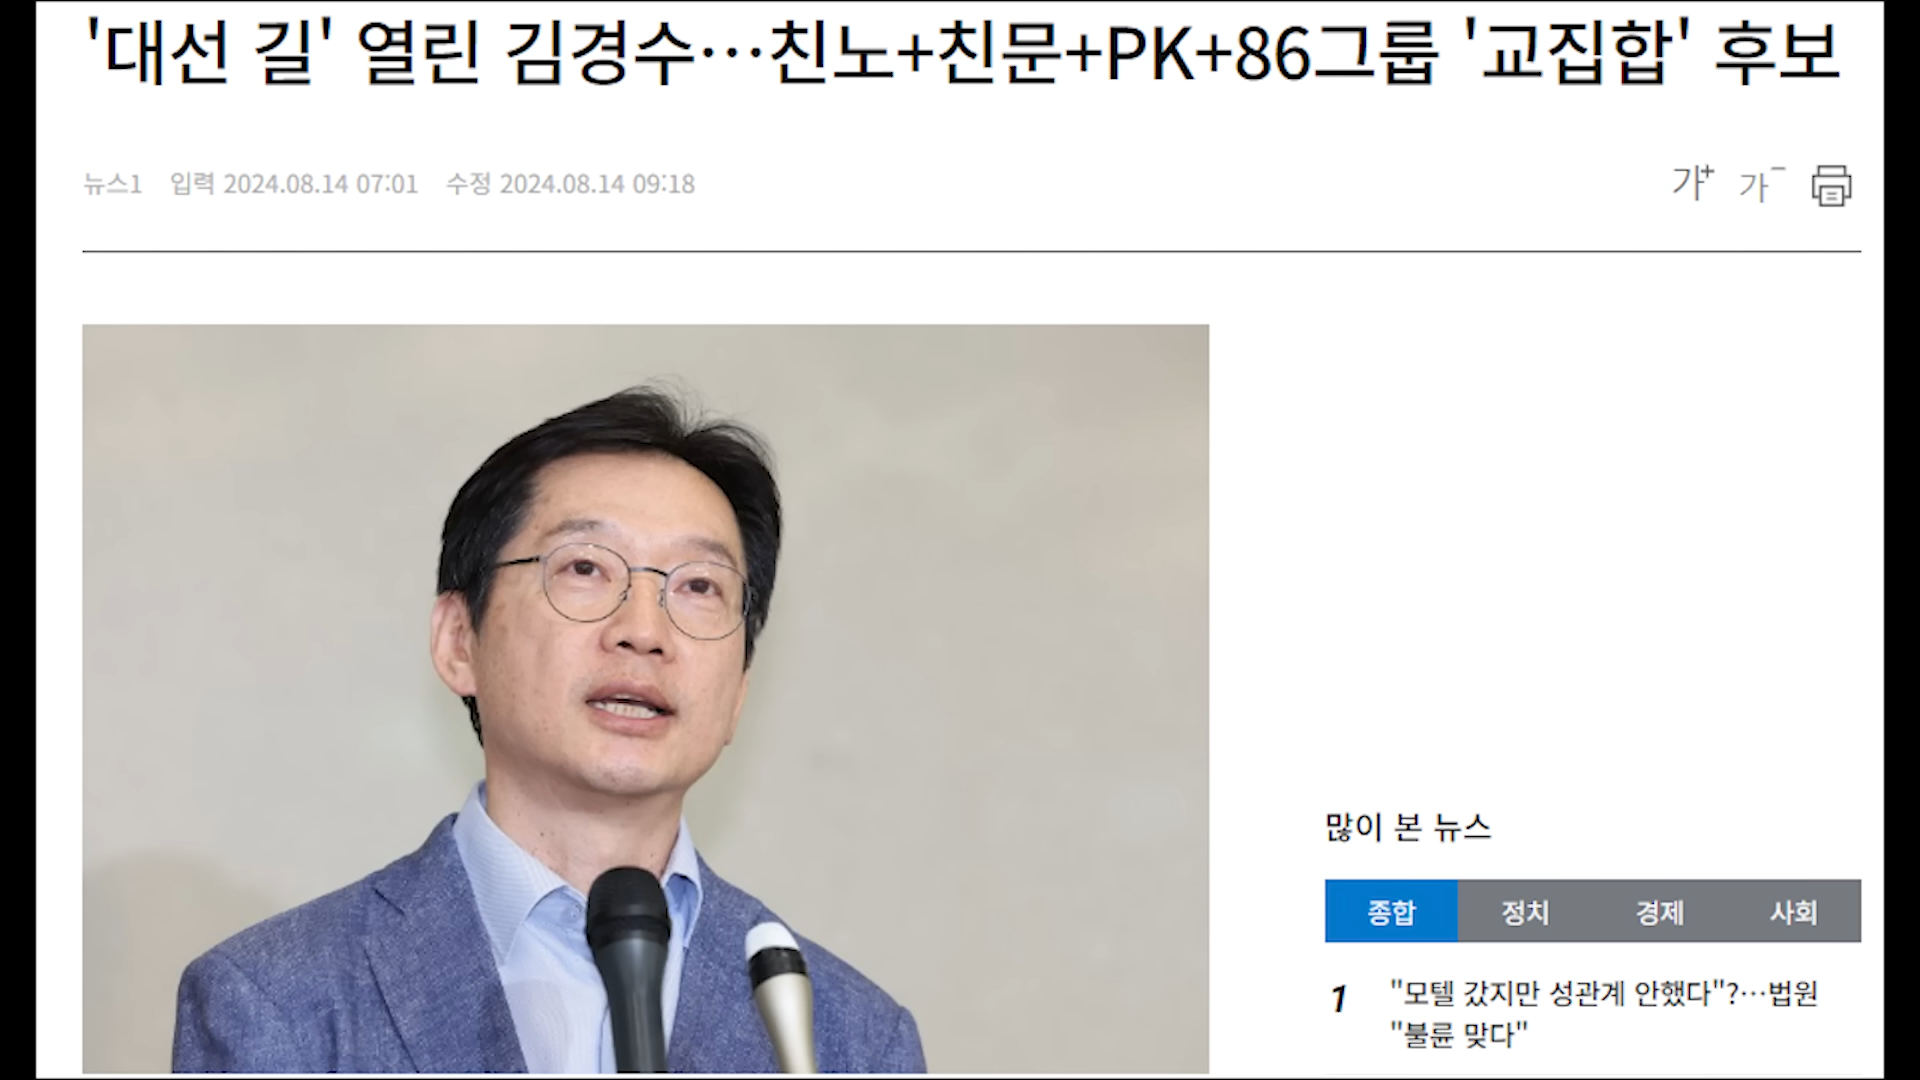 '대선 길' 열린 김경수…친노+친문+PK+86그룹 '교집합' 후보
뉴스1 입력 2024.08.14 07:01 수정 2024.08.14 09:18
가+ 가-
많이 본 뉴스
종합 정치 경제 사회
1 "모텔 갔지만 성관계 안했다"?…법원
"불륜 맞다"